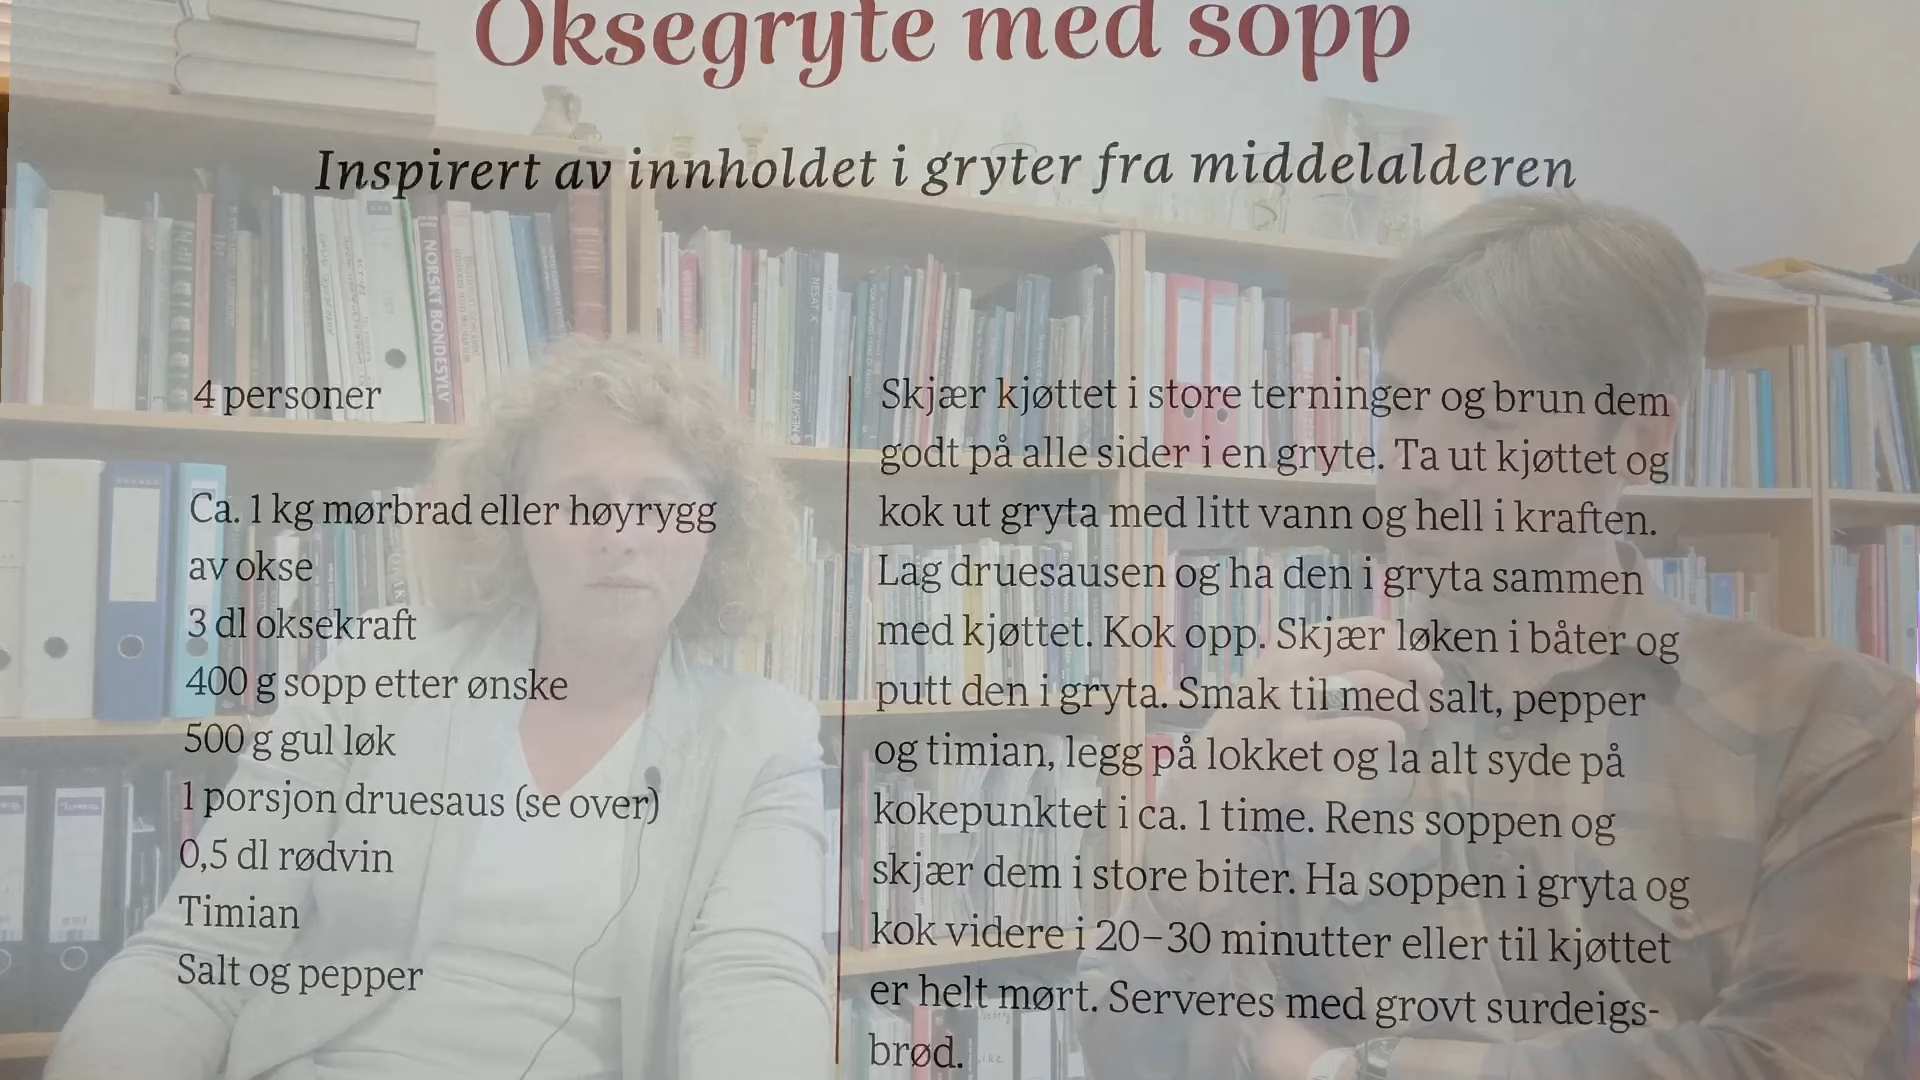 Oksegryte med sopp
Inspirert av innholdet i gryter fra middelalderen
4 personer
Ca. 1 kg mørbrad eller høyrygg
av okse
3 dl oksekraft
400 g sopp etter ønske
500 g gul løk
1 porsjon druesaus (se over)
0,5 dl rødvin
Timian
Salt og pepper
Skjær kjøttet i store terninger og brun dem
godt på alle sider i en gryte. Ta ut kjøttet og
kok ut gryta med litt vann og hell i kraften.
Lag druesausen og ha den i gryta sammen
med kjøttet. Kok opp. Skjær løken i båter og
putt den i gryta. Smak til med salt, pepper
og timian, legg på lokket og la alt syde på
kokepunktet i ca. 1 time. Rens soppen og
skjær dem i store biter. Ha soppen i gryta og
kok videre i 20–30 minutter eller til kjøttet
er helt mørt. Serveres med grovt surdeigs-
brød.
NORSKT BONDESYLV
NESAT X
NESAT IX